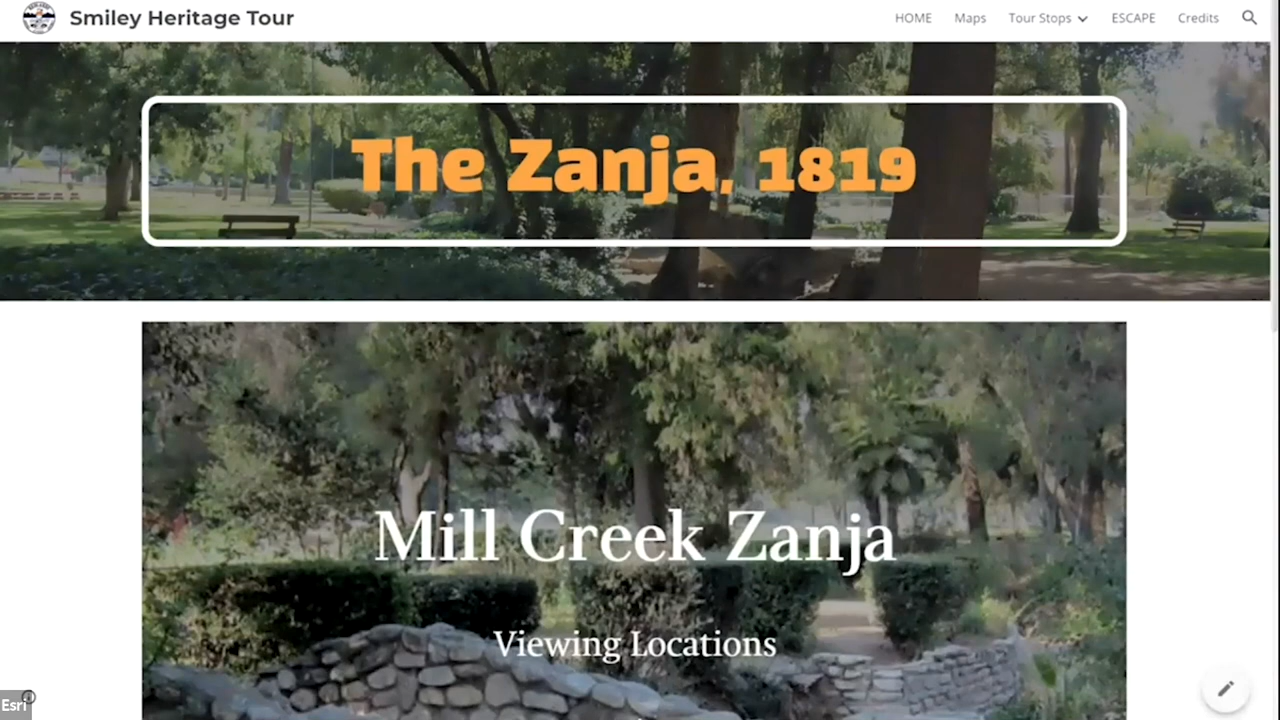 Smiley Heritage Tour
HOME Maps Tour Stops ESCAPE Credits
The Zanja, 1819
Mill Creek Zanja
Viewing Locations
Esri